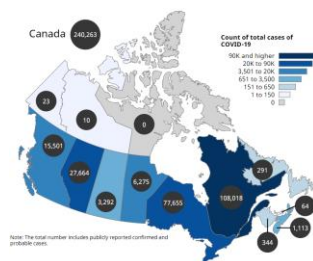 Canada 240,263
Count of total cases of
COVID-19
90K and higher
20K to 90K
3,501 to 20K
651 to 3,500
151 to 650
1 to 150
0
23
10
0
15,501
27,664
3,292
6,275
77,655
108,018
291
64
1,113
344
Note: The total number includes publicly reported confirmed and
probable cases.